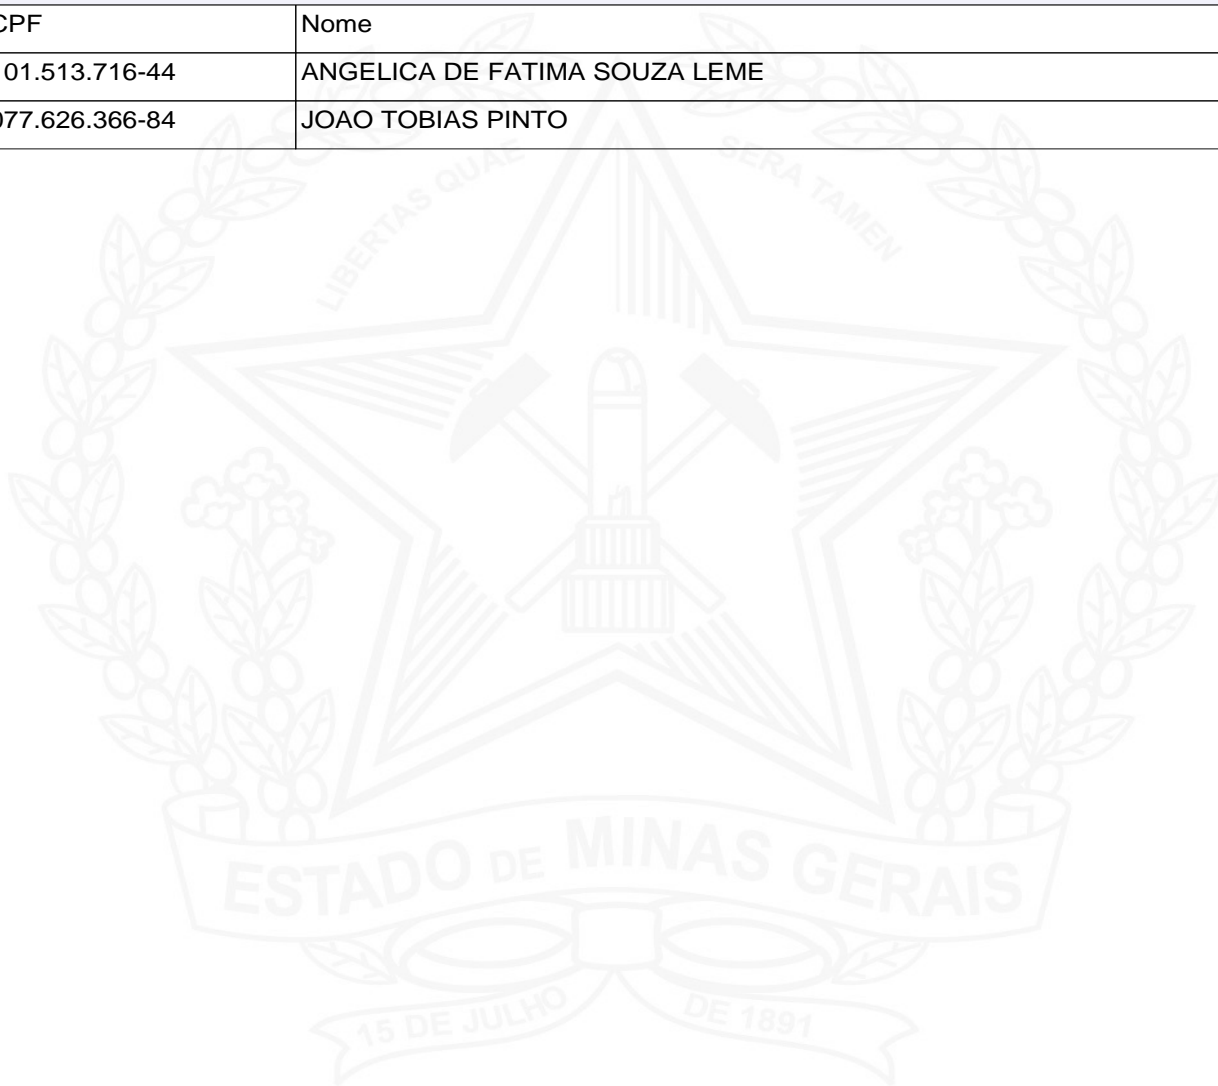 CPF Nome
01.513.716-44 ANGELICA DE FATIMA SOUZA LEME
077.626.366-84 JOAO TOBIAS PINTO
LIBERTAS QUAE SERA TAMEN
ESTADO DE MINAS GERAIS
15 DE JULHO DE 1891